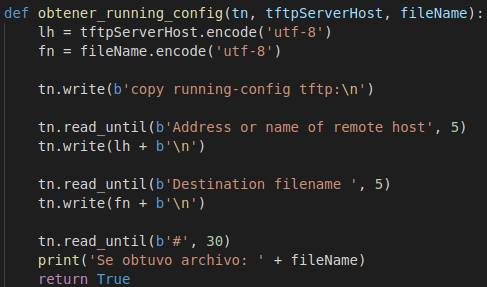 def obtener_running_config(tn, tftpServerHost, fileName):
    lh = tftpServerHost.encode('utf-8')
    fn = fileName.encode('utf-8')

    tn.write(b'copy running-config tftp:\n')

    tn.read_until(b'Address or name of remote host', 5)
    tn.write(lh + b'\n')

    tn.read_until(b'Destination filename ', 5)
    tn.write(fn + b'\n')

    tn.read_until(b'#', 30)
    print('Se obtuvo archivo: ' + fileName)
    return True